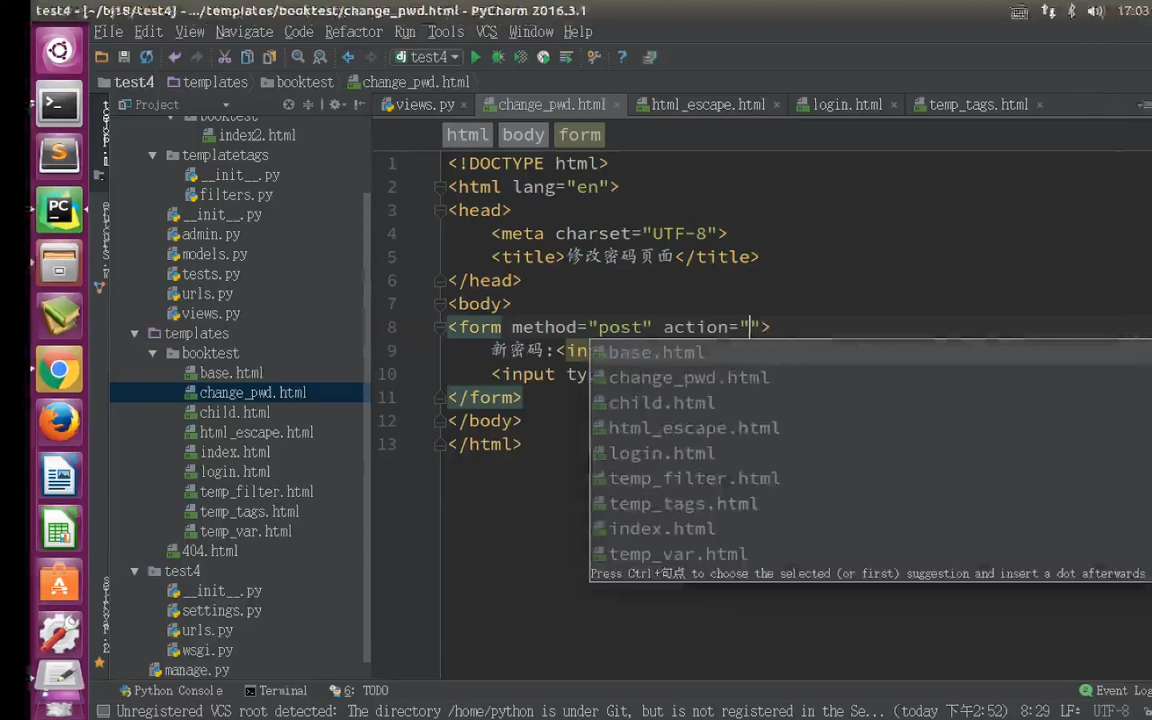 test4 - [~/bj18/test4] - .../templates/booktest/change_pwd.html - PyCharm 2016.3.1
17:03
File Edit View Navigate Code Refactor Run Tools VCS Window Help
test4
test4 templates booktest change_pwd.html
Project
views.py change_pwd.html html_escape.html login.html temp_tags.html
index2.html
templatetags
__init__.py
filters.py
__init__.py
admin.py
models.py
tests.py
urls.py
views.py
templates
booktest
base.html
change_pwd.html
child.html
html_escape.html
index.html
login.html
temp_filter.html
temp_tags.html
temp_var.html
404.html
test4
__init__.py
settings.py
urls.py
wsgi.py
manage.py
html body form
1 <!DOCTYPE html>
2 <html lang="en">
3 <head>
4 <meta charset="UTF-8">
5 <title>修改密码页面</title>
6 </head>
7 <body>
8 <form method="post" action="">
9 新密码:<in
10 <input ty
11 </form>
12 </body>
13 </html>
base.html
change_pwd.html
child.html
html_escape.html
login.html
temp_filter.html
temp_tags.html
index.html
temp_var.html
Press Ctrl+句点 to choose the selected (or first) suggestion and insert a dot afterwards
Python Console Terminal 6: TODO Event Log
Unregistered VCS root detected: The directory /home/python is under Git, but is not registered in the Se... (today 下午2:52) 8:29 LF÷ UTF-8